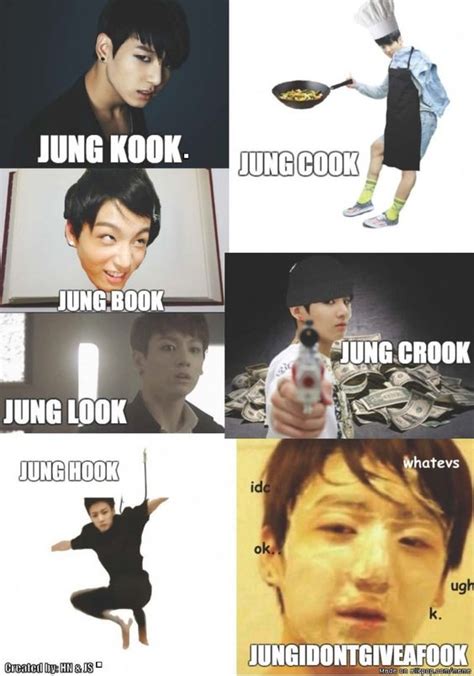 JUNG KOOK.
JUNG COOK
JUNG BOOK
JUNG CROOK
JUNG LOOK
JUNG HOOK
whatevs
idc
ok..
ugh
k.
JUNGIDONTGIVEAFOOK
Created by: HN & JS